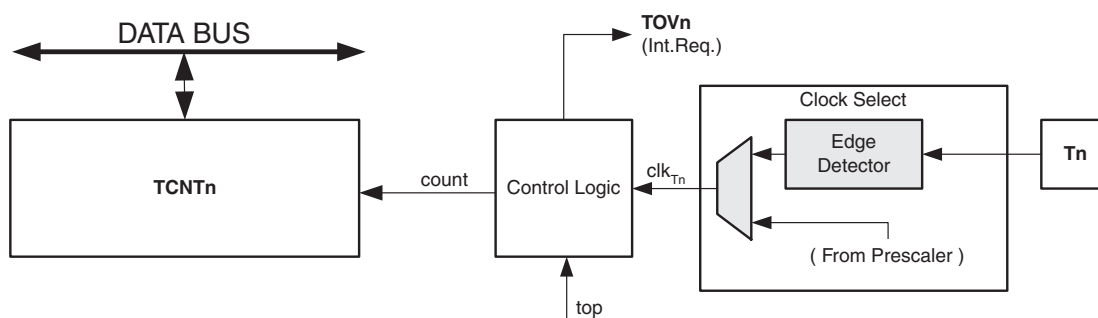 DATA BUS
TOVn
(Int.Req.)
Clock Select
TCNTn
count
Control Logic
clkTn
Edge
Detector
Tn
( From Prescaler )
top